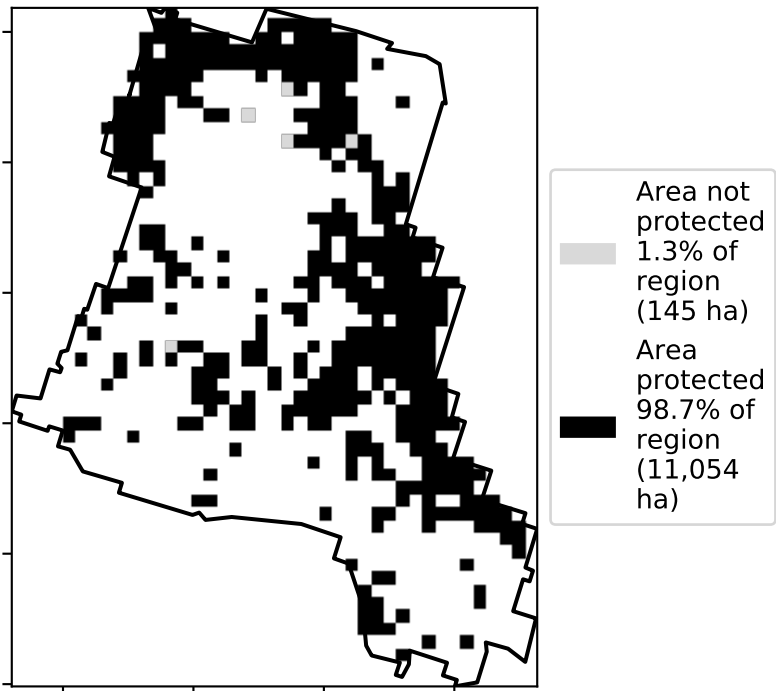 Area not
protected
1.3% of
region
(145 ha)
Area
protected
98.7% of
region
(11,054
ha)